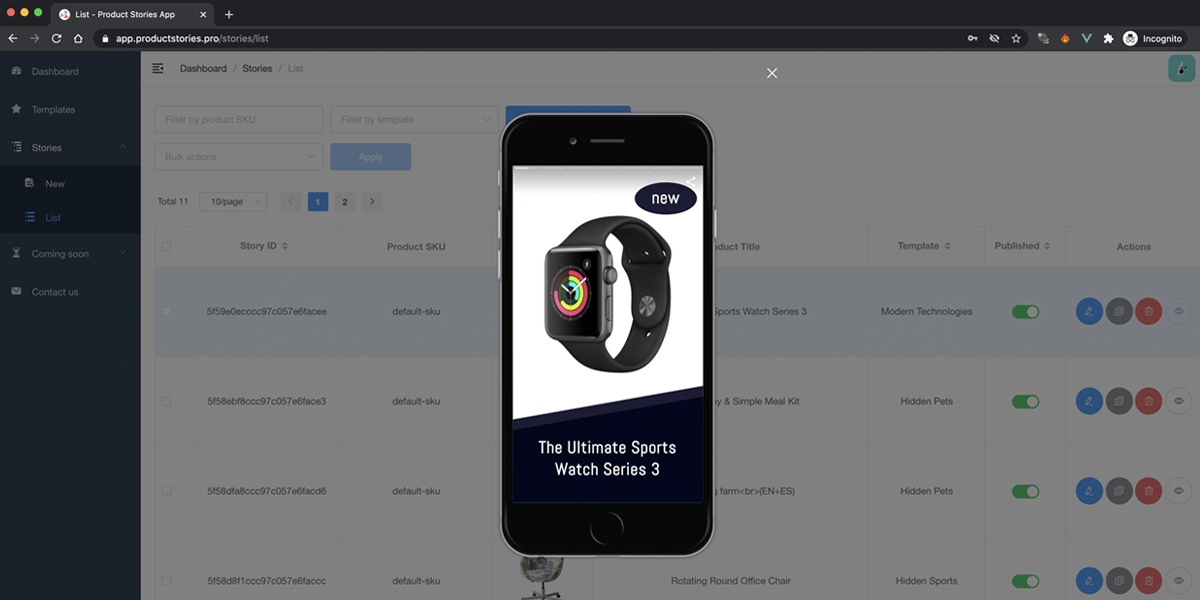 List - Product Stories App
app.productstories.pro/stories/list
Incognito
Dashboard
Templates
Stories
New
List
Coming soon
Contact us
Dashboard / Stories / List
Filter by product SKU
Filter by template
Bulk actions
Apply
Total 11
10/page
1
2
Story ID
Product SKU
duct Title
Template
Published
Actions
5f59e0ecccc97c057e6facee
default-sku
Sports Watch Series 3
Modern Technologies
5f58ebf8ccc97c057e6face3
default-sku
y & Simple Meal Kit
Hidden Pets
5f58dfa8ccc97c057e6facd6
default-sku
g farm<br>(EN+ES)
Hidden Pets
5f58d8f1ccc97c057e6faccc
default-sku
Rotating Round Office Chair
Hidden Sports
new
The Ultimate Sports
Watch Series 3